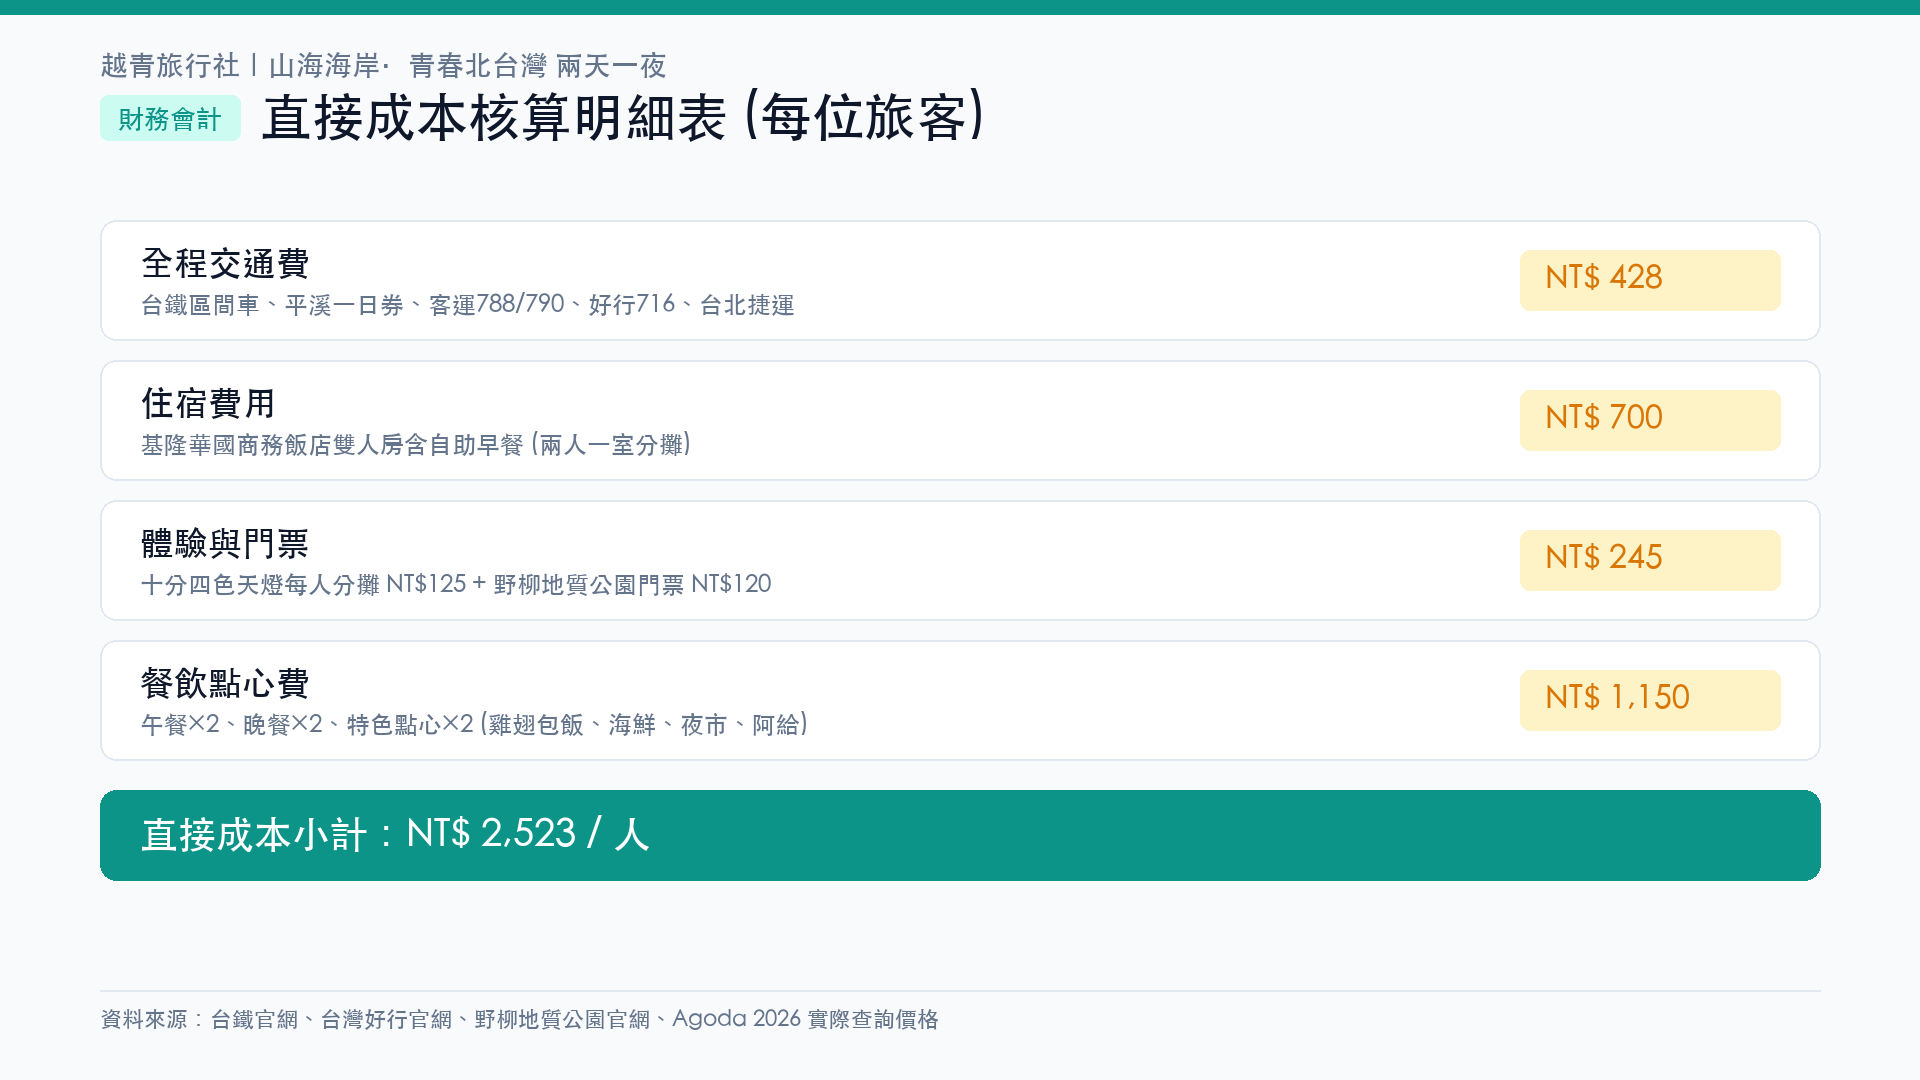 越青旅行社 | 山海海岸· 青春北台灣 兩天一夜
財務會計
直接成本核算明細表 (每位旅客)
全程交通費
台鐵區間車、平溪一日券、客運788/790、好行716、台北捷運
NT$ 428
住宿費用
基隆華國商務飯店雙人房含自助早餐 (兩人一室分攤)
NT$ 700
體驗與門票
十分四色天燈每人分攤 NT$125 + 野柳地質公園門票 NT$120
NT$ 245
餐飲點心費
午餐×2、晚餐×2、特色點心×2 (雞翅包飯、海鮮、夜市、阿給)
NT$ 1,150
直接成本小計：NT$ 2,523 / 人
資料來源：台鐵官網、台灣好行官網、野柳地質公園官網、Agoda 2026 實際查詢價格